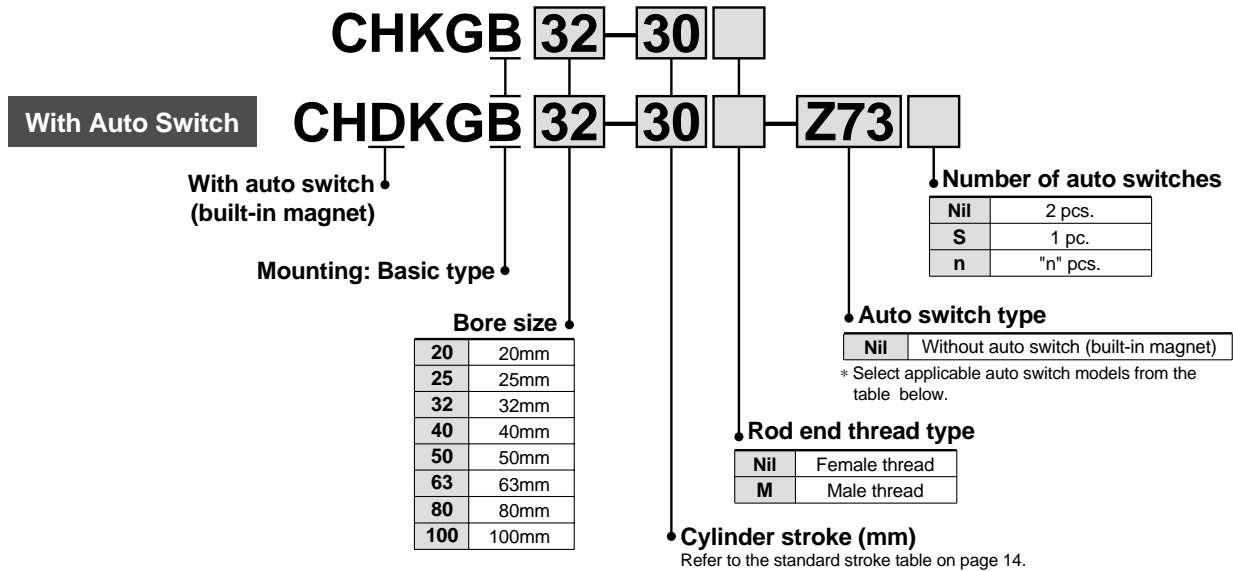 CHKGB 32-30
With Auto Switch
CHDKGB 32-30 - Z73
With auto switch
(built-in magnet)
Mounting: Basic type
Bore size
20 20mm
25 25mm
32 32mm
40 40mm
50 50mm
63 63mm
80 80mm
100 100mm
Number of auto switches
Nil 2 pcs.
S 1 pc.
n "n" pcs.
Auto switch type
Nil Without auto switch (built-in magnet)
* Select applicable auto switch models from the
table below.
Rod end thread type
Nil Female thread
M Male thread
Cylinder stroke (mm)
Refer to the standard stroke table on page 14.